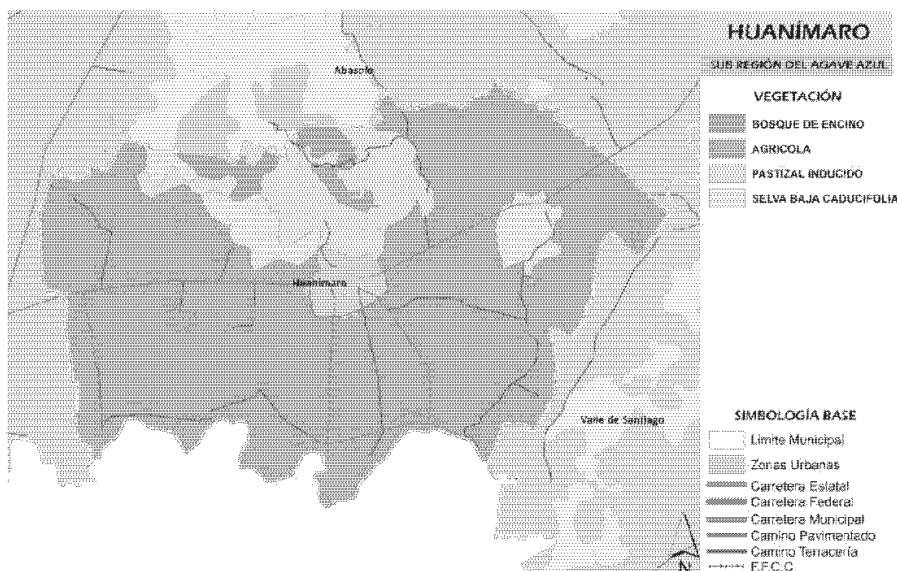 HUANÍMARO
SUB REGIÓN DEL AGAVE AZUL
VEGETACIÓN
BOSQUE DE ENCINO
AGRICOLA
PASTIZAL INDUCIDO
SELVA BAJA CADUCIFOLIA
Abasolo
Huanímaro
Valle de Santiago
SIMBOLOGÍA BASE
Limite Municipal
Zonas Urbanas
Carretera Estatal
Carretera Federal
Carretera Municipal
Camino Pavimentado
Camino Terracería
F.F.C.C.
N